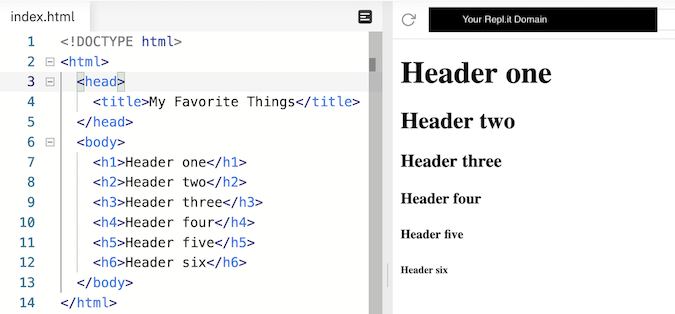 index.html
1 <!DOCTYPE html>
2 <html>
3 <head>
4 <title>My Favorite Things</title>
5 </head>
6 <body>
7 <h1>Header one</h1>
8 <h2>Header two</h2>
9 <h3>Header three</h3>
10 <h4>Header four</h4>
11 <h5>Header five</h5>
12 <h6>Header six</h6>
13 </body>
14 </html>
Your Repl.it Domain
Header one
Header two
Header three
Header four
Header five
Header six